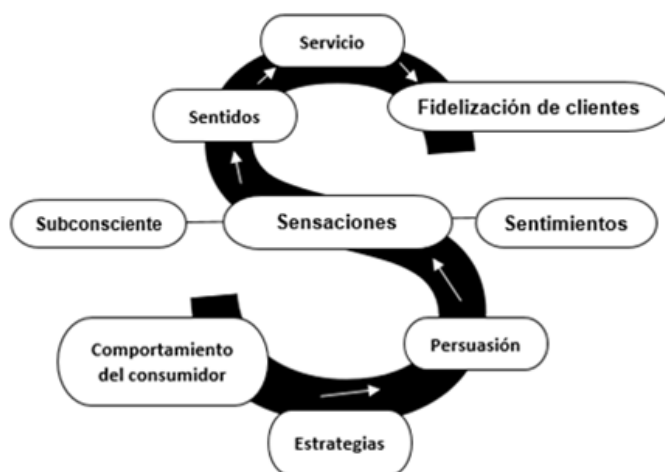 Servicio
Fidelización de clientes
Sentidos
Subconsciente
Sensaciones
Sentimientos
Persuasión
Comportamiento
del consumidor
Estrategias